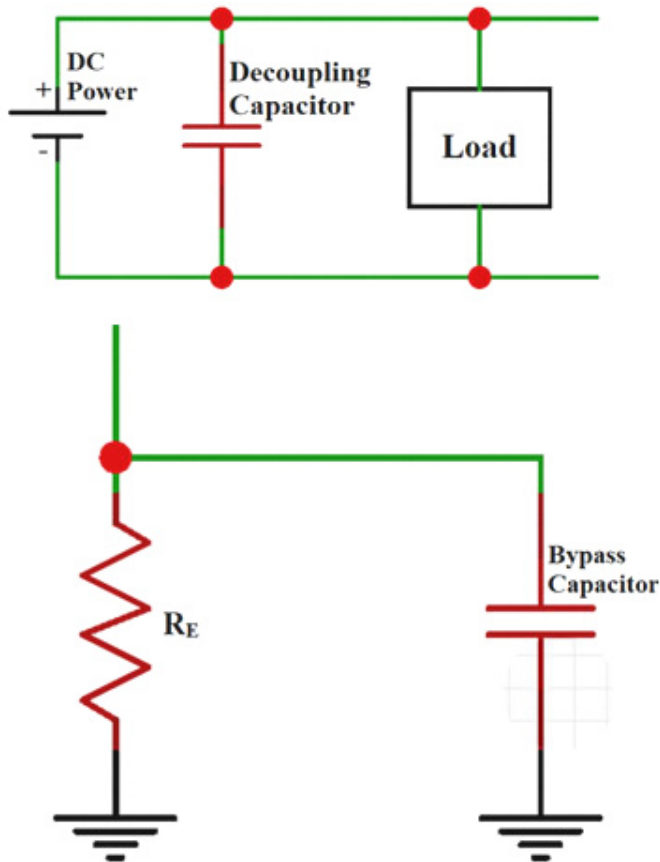 DC
Power
+
-
Decoupling
Capacitor
Load
Bypass
Capacitor
RE